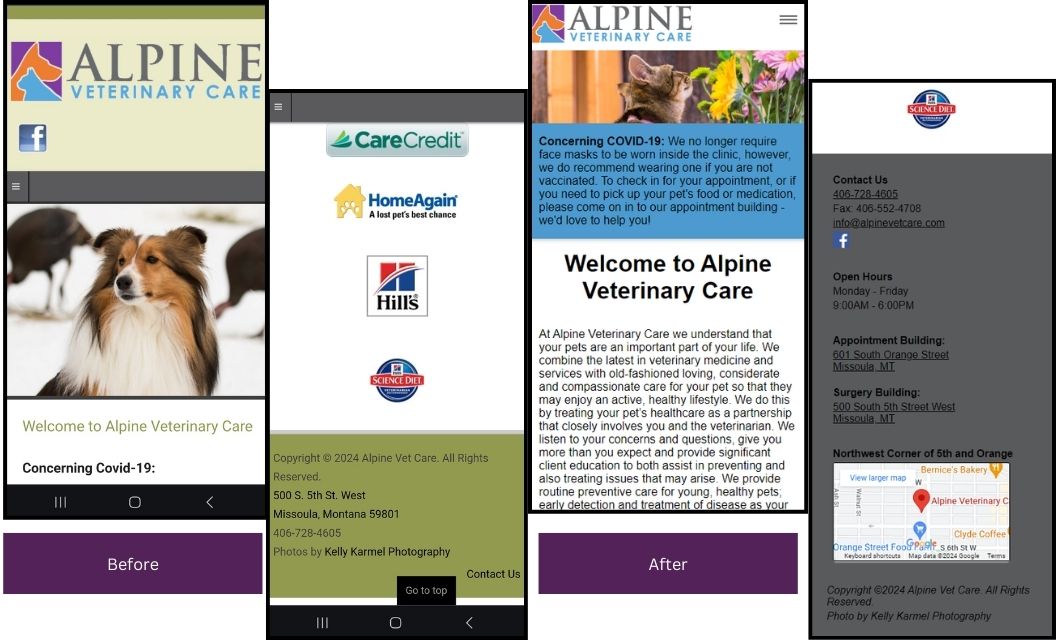 ALPINE
VETERINARY CARE
Welcome to Alpine Veterinary Care
Concerning Covid-19:
Before
CareCredit®
HomeAgain®
A lost pet's best chance
Hill's®
Hill's
SCIENCE DIET
VETERINARIAN
Copyright © 2024 Alpine Vet Care. All Rights
Reserved.
500 S. 5th St. West
Missoula, Montana 59801
406-728-4605
Photos by Kelly Karmel Photography
Contact Us
Go to top
ALPINE
VETERINARY CARE
Concerning COVID-19: We no longer require
face masks to be worn inside the clinic, however,
we do recommend wearing one if you are not
vaccinated. To check in for your appointment, or if
you need to pick up your pet's food or medication,
please come on in to our appointment building -
we'd love to help you!
Welcome to Alpine
Veterinary Care
At Alpine Veterinary Care we understand that
your pets are an important part of your life. We
combine the latest in veterinary medicine and
services with old-fashioned loving, considerate
and compassionate care for your pet so that they
may enjoy an active, healthy lifestyle. We do this
by treating your pet's healthcare as a partnership
that closely involves you and the veterinarian. We
listen to your concerns and questions, give you
more than you expect and provide significant
client education to both assist in preventing and
also treating issues that may arise. We provide
routine preventive care for young, healthy pets;
early detection and treatment of disease as your
After
Hill's
SCIENCE DIET
VETERINARIAN
Contact Us
406-728-4605
Fax: 406-552-4708
info@alpinevetcare.com
Open Hours
Monday - Friday
9:00AM - 6:00PM
Appointment Building:
601 South Orange Street
Missoula, MT
Surgery Building:
500 South 5th Street West
Missoula, MT
Northwest Corner of 5th and Orange
Bernice's Bakery
View larger map
W
Ash St
Walnut St
Alpine Veterinary C
Clyde Coffee
Google
Orange Street Food Farm
S 6th St W
Keyboard shortcuts
Map data ©2024 Google
Terms
Copyright ©2024 Alpine Vet Care. All Rights
Reserved.
Photo by Kelly Karmel Photography